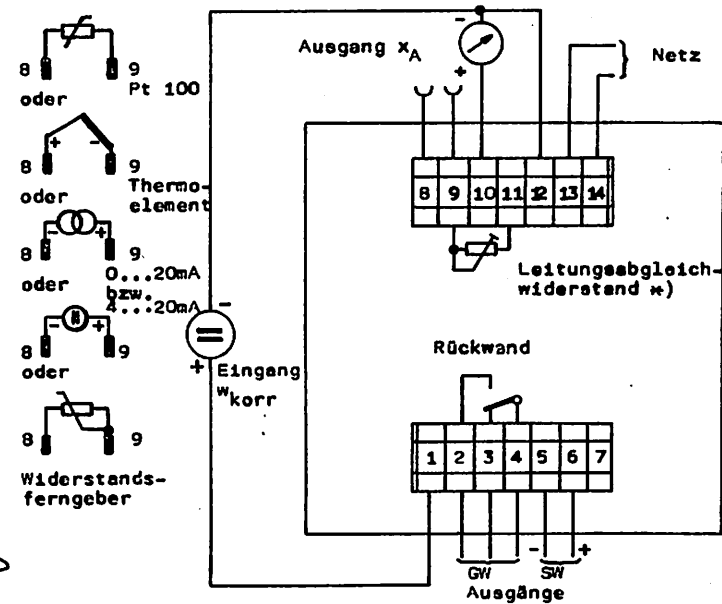 8 9
Pt 100
oder
+ -
8 9
Thermo-
element
oder
- +
8 9
0...20mA
bzw.
4...20mA
oder
- +
8 9
oder
8 9
Widerstands-
ferngeber
Ausgang xA
-
+
Netz
8 9 10 11 12 13 14
Leitungsabgleich-
widerstand *)
-
+ Eingang
wkorr
Rückwand
1 2 3 4 5 6 7
- +
GW SW
Ausgänge